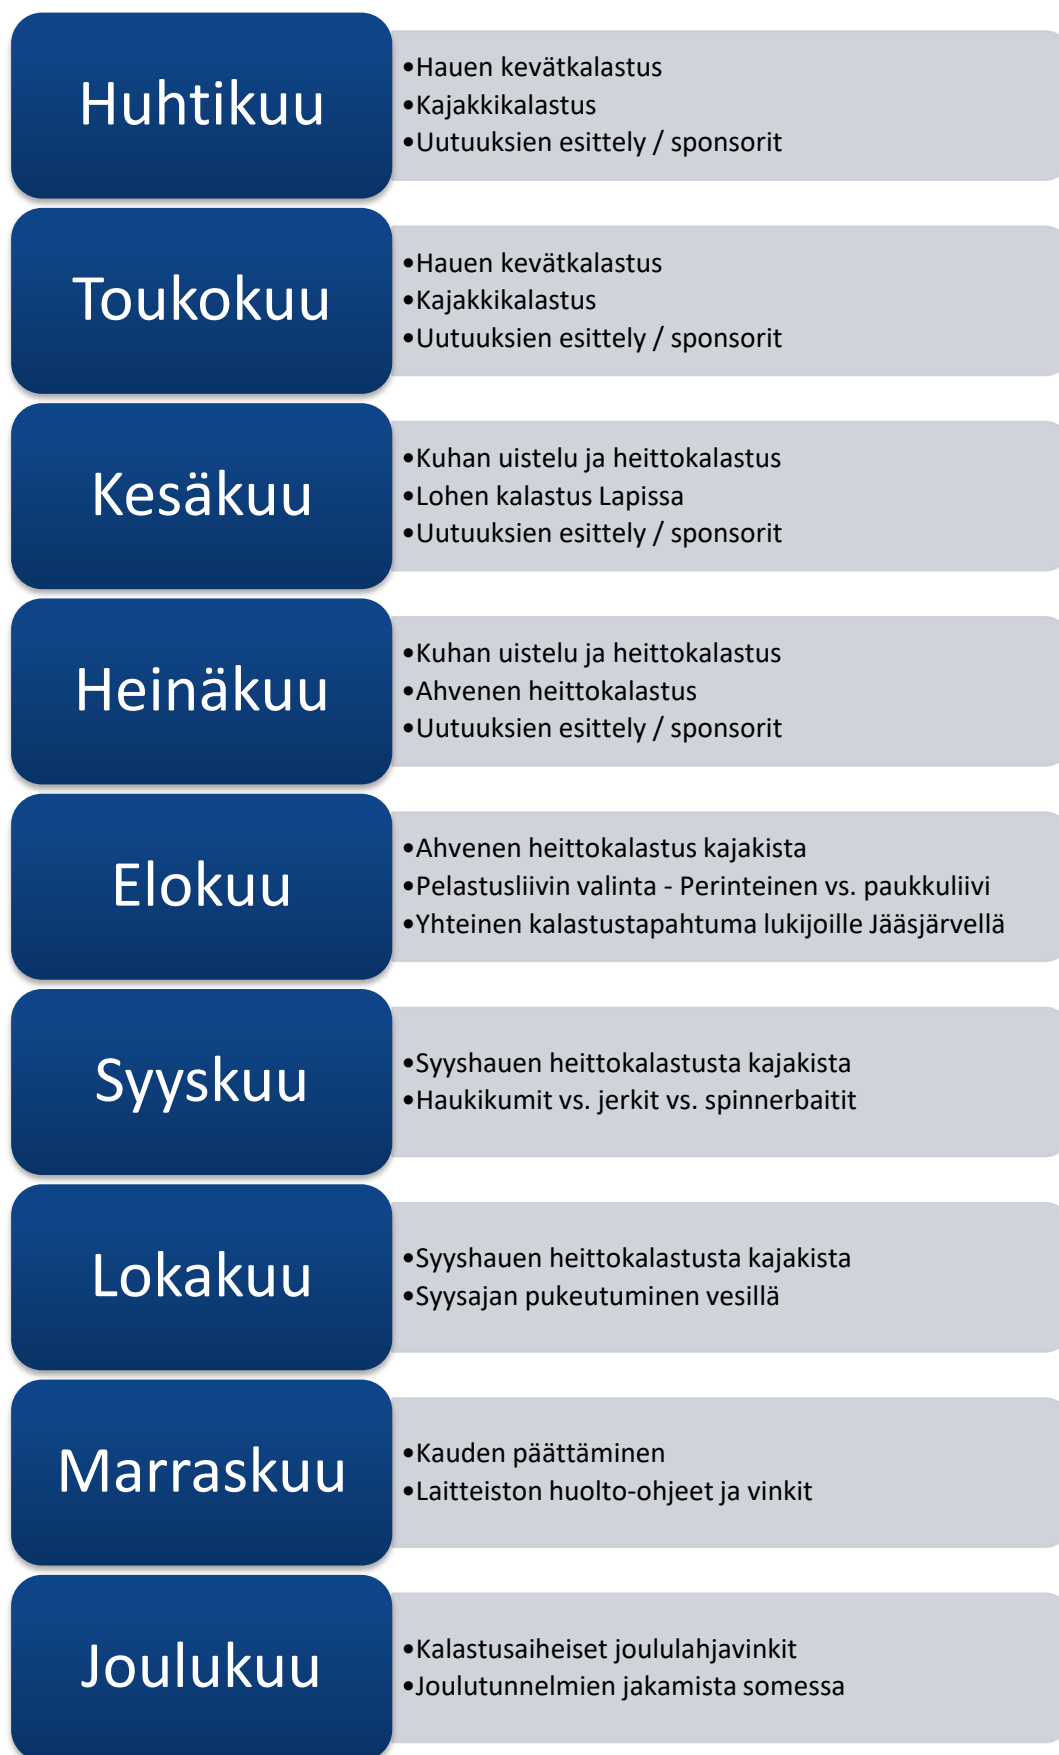 Huhtikuu
•Hauen kevätkalastus
•Kajakkikalastus
•Uutuuksien esittely / sponsorit
Toukokuu
•Hauen kevätkalastus
•Kajakkikalastus
•Uutuuksien esittely / sponsorit
Kesäkuu
•Kuhan uistelu ja heittokalastus
•Lohen kalastus Lapissa
•Uutuuksien esittely / sponsorit
Heinäkuu
•Kuhan uistelu ja heittokalastus
•Ahvenen heittokalastus
•Uutuuksien esittely / sponsorit
Elokuu
•Ahvenen heittokalastus kajakista
•Pelastusliivin valinta - Perinteinen vs. paukkuliivi
•Yhteinen kalastustapahtuma lukijoille Jääsjärvellä
Syyskuu
•Syyshauen heittokalastusta kajakista
•Haukikumit vs. jerkit vs. spinnerbaitit
Lokakuu
•Syyshauen heittokalastusta kajakista
•Syysajan pukeutuminen vesillä
Marraskuu
•Kauden päättäminen
•Laitteiston huolto-ohjeet ja vinkit
Joulukuu
•Kalastusaiheiset joululahjavinkit
•Joulutunnelmien jakamista somessa